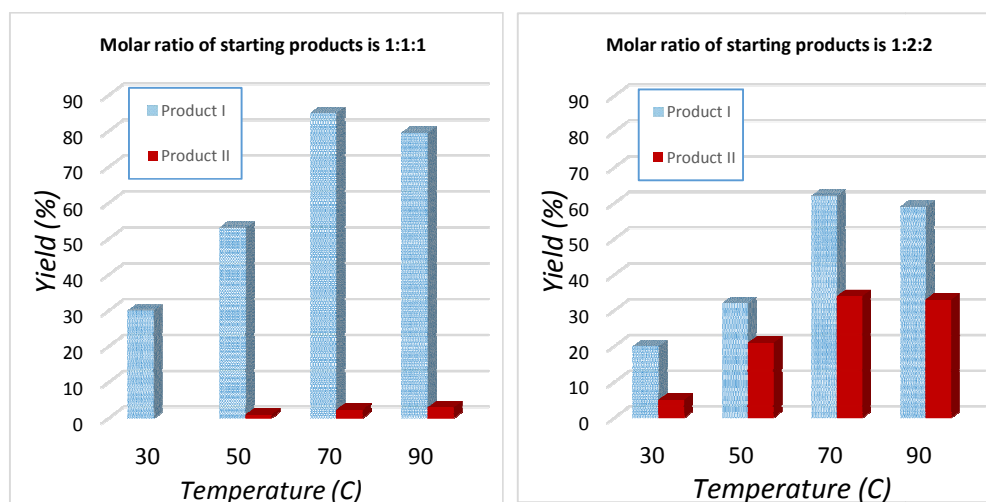 Molar ratio of starting products is 1:1:1
Product I
Product II
90
80
70
60
50
40
30
20
10
0
Yield (%)
30 50 70 90
Temperature (C)
Molar ratio of starting products is 1:2:2
Product I
Product II
90
80
70
60
50
40
30
20
10
0
Yield (%)
30 50 70 90
Temperature (C)